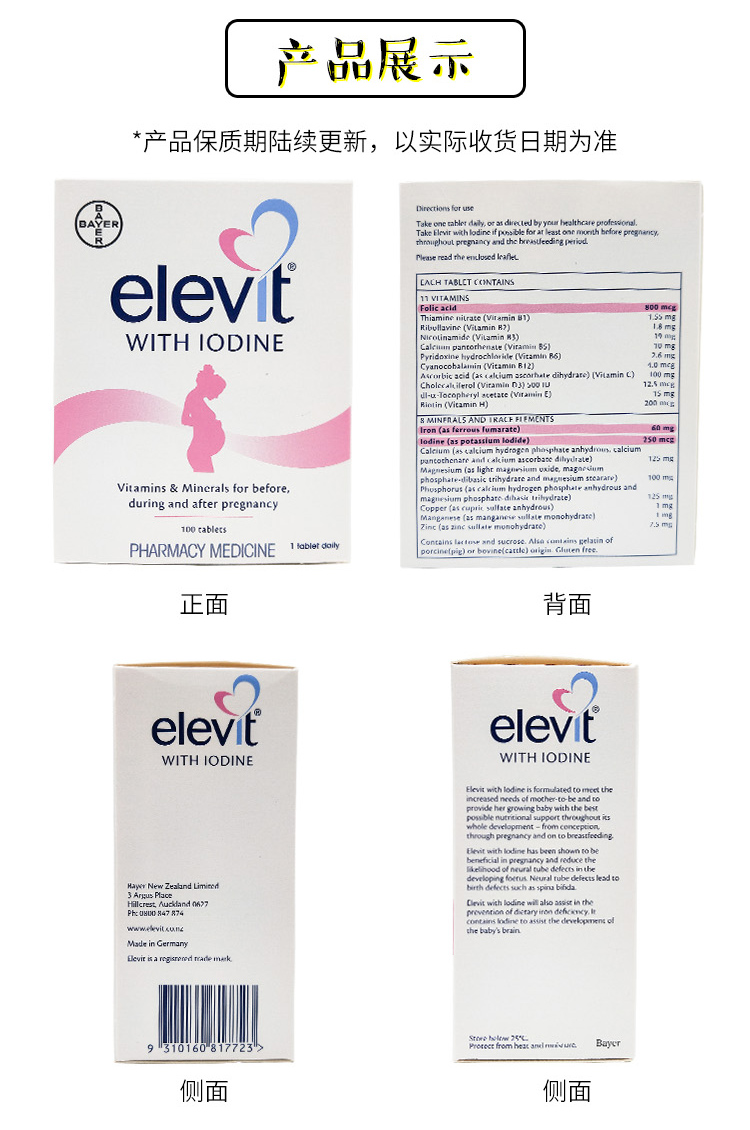 产品展示
*产品保质期陆续更新，以实际收货日期为准
BAYER
BAYER
elevit®
WITH IODINE
Vitamins & Minerals for before,
during and after pregnancy
100 tablets
PHARMACY MEDICINE
1 tablet daily
正面
Directions for use
Take one tablet daily, or as directed by your healthcare professional.
Take Elevit with Iodine if possible for at least one month before pregnancy,
throughout pregnancy and the breastfeeding period.
Please read the enclosed leaflet.
EACH TABLET CONTAINS
11 VITAMINS
Folic acid 800 mcg
Thiamine nitrate (Vitamin B1) 1.55 mg
Riboflavine (Vitamin B2) 1.8 mg
Nicotinamide (Vitamin B3) 19 mg
Calcium pantothenate (Vitamin B5) 10 mg
Pyridoxine hydrochloride (Vitamin B6) 2.6 mg
Cyanocobalamin (Vitamin B12) 4.0 mcg
Ascorbic acid (as calcium ascorbate dihydrate) (Vitamin C) 100 mg
Cholecalciferol (Vitamin D3) 500 IU 12.5 mcg
dl-α-Tocopheryl acetate (Vitamin E) 15 mg
Biotin (Vitamin H) 200 mcg
8 MINERALS AND TRACE ELEMENTS
Iron (as ferrous fumarate) 60 mg
Iodine (as potassium iodide) 250 mcg
Calcium (as calcium hydrogen phosphate anhydrous, calcium
pantothenate and calcium ascorbate dihydrate) 125 mg
Magnesium (as light magnesium oxide, magnesium
phosphate-dibasic trihydrate and magnesium stearate) 100 mg
Phosphorus (as calcium hydrogen phosphate anhydrous and
magnesium phosphate-dibasic trihydrate) 125 mg
Copper (as cupric sulfate anhydrous) 1 mg
Manganese (as manganese sulfate monohydrate) 1 mg
Zinc (as zinc sulfate monohydrate) 7.5 mg
Contains lactose and sucrose. Also contains gelatin of
porcine(pig) or bovine(cattle) origin. Gluten free.
背面
elevit®
WITH IODINE
Bayer New Zealand Limited
3 Argus Place
Hillcrest, Auckland 0627
Ph: 0800 847 874
www.elevit.co.nz
Made in Germany
Elevit is a registered trade mark.
9 310160 817723 >
侧面
elevit®
WITH IODINE
Elevit with Iodine is formulated to meet the
increased needs of mother-to-be and to
provide her growing baby with the best
possible nutritional support throughout its
whole development – from conception,
through pregnancy and on to breastfeeding.
Elevit with Iodine has been shown to be
beneficial in pregnancy and reduce the
likelihood of neural tube defects in the
developing foetus. Neural tube defects lead to
birth defects such as spina bifida.
Elevit with Iodine will also assist in the
prevention of dietary iron deficiency. It
contains Iodine to assist the development of
the baby's brain.
Store below 25°C.
Protect from heat and moisture.
Bayer
侧面